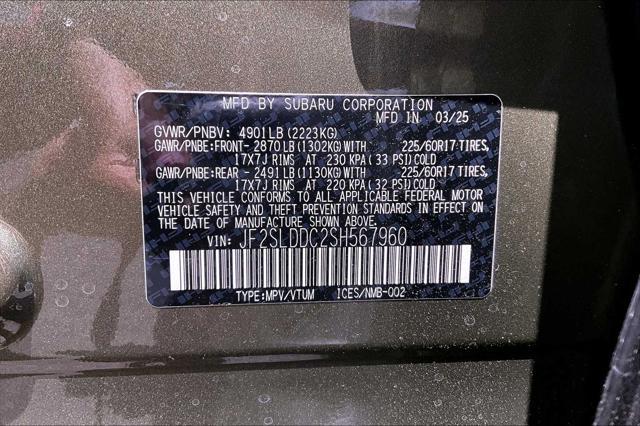 MFD BY SUBARU CORPORATION
MFD IN 03/25
GVWR/PNBV: 4901LB (2223KG)
GAWR/PNBE:FRONT- 2870LB (1302KG)WITH 225/60R17 TIRES,
17X7J RIMS AT 230 KPA (33 PSI)COLD
GAWR/PNBE:REAR - 2491LB (1130KG)WITH 225/60R17 TIRES,
17X7J RIMS AT 220 KPA (32 PSI)COLD
THIS VEHICLE CONFORMS TO ALL APPLICABLE FEDERAL MOTOR
VEHICLE SAFETY AND THEFT PREVENTION STANDARDS IN EFFECT ON
THE DATE OF MANUFACTURE SHOWN ABOVE.
VIN: JF2SLDDC2SH567960
TYPE:MPV/VTUM ICES/NMB-002